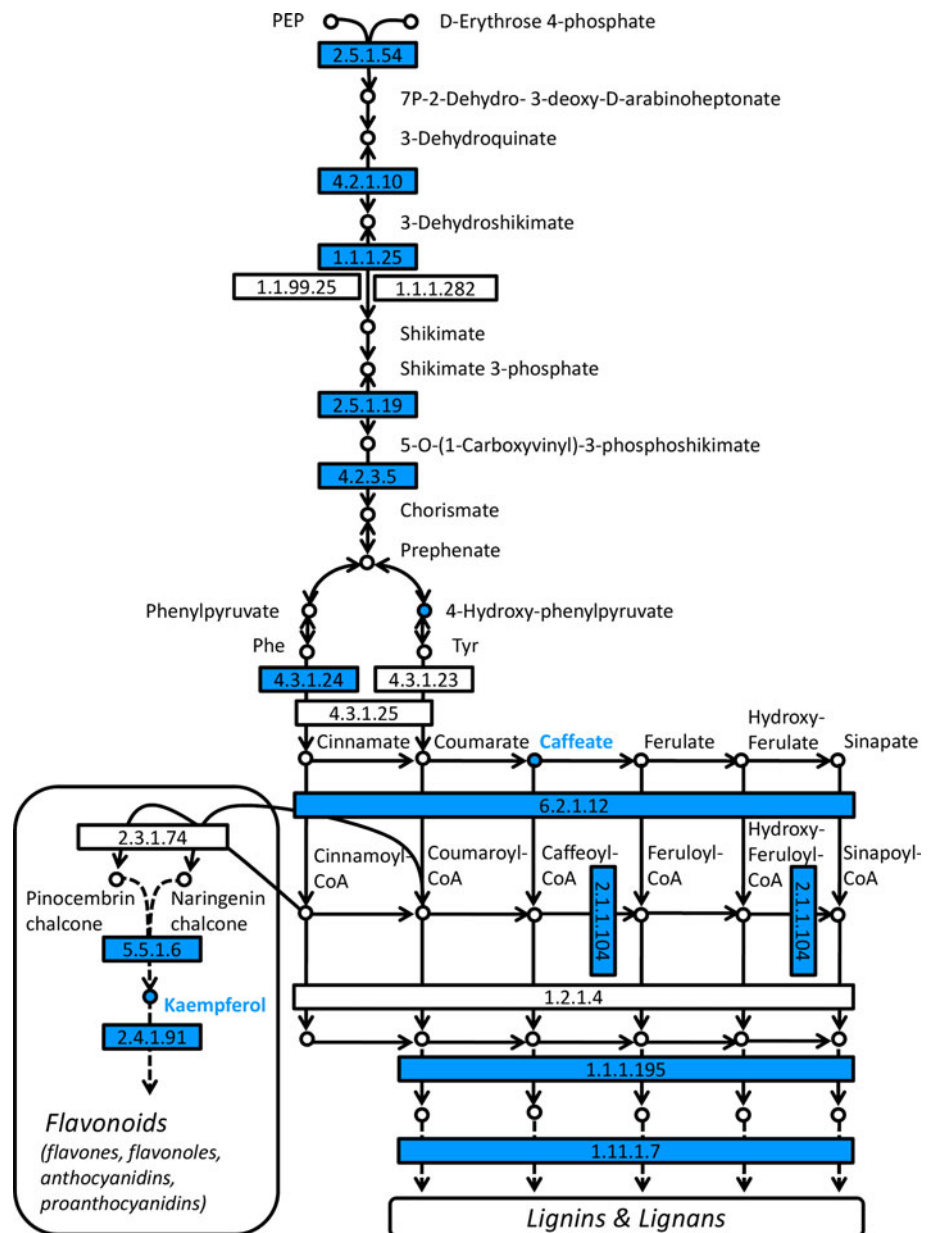 PEP
D-Erythrose 4-phosphate
2.5.1.54
7P-2-Dehydro- 3-deoxy-D-arabinoheptonate
3-Dehydroquinate
4.2.1.10
3-Dehydroshikimate
1.1.1.25
1.1.99.25
1.1.1.282
Shikimate
Shikimate 3-phosphate
2.5.1.19
5-O-(1-Carboxyvinyl)-3-phosphoshikimate
4.2.3.5
Chorismate
Prephenate
Phenylpyruvate
4-Hydroxy-phenylpyruvate
Phe
Tyr
4.3.1.24
4.3.1.23
4.3.1.25
Cinnamate
Coumarate
Caffeate
Ferulate
Hydroxy-
Ferulate
Sinapate
6.2.1.12
2.3.1.74
Pinocembrin
chalcone
Naringenin
chalcone
5.5.1.6
Kaempferol
2.4.1.91
Flavonoids
(flavones, flavonoles,
anthocyanidins,
proanthocyanidins)
Cinnamoyl-
CoA
Coumaroyl-
CoA
Caffeoyl-
CoA
2.1.1.104
Feruloyl-
CoA
Hydroxy-
Feruloyl-
CoA
2.1.1.104
Sinapoyl-
CoA
1.2.1.4
1.1.1.195
1.11.1.7
Lignins & Lignans